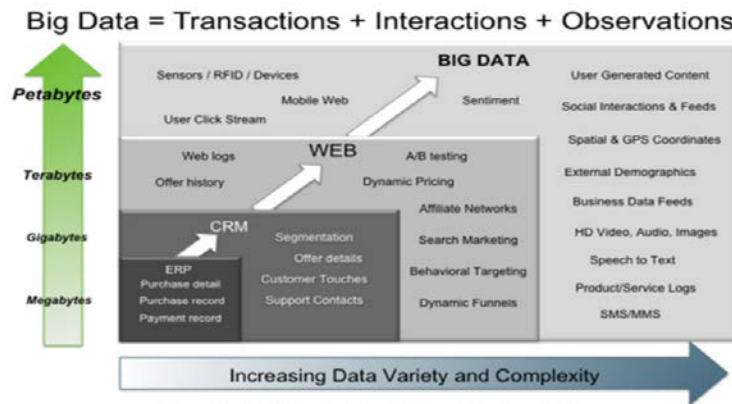 Big Data = Transactions + Interactions + Observations
Petabytes
Terabytes
Gigabytes
Megabytes
BIG DATA
Sensors / RFID / Devices
Mobile Web
Sentiment
User Click Stream
User Generated Content
Social Interactions & Feeds
Spatial & GPS Coordinates
External Demographics
Business Data Feeds
HD Video, Audio, Images
Speech to Text
Product/Service Logs
SMS/MMS
WEB
Web logs
Offer history
A/B testing
Dynamic Pricing
Affiliate Networks
Search Marketing
Behavioral Targeting
Dynamic Funnels
CRM
Segmentation
Offer details
Customer Touches
Support Contacts
ERP
Purchase detail
Purchase record
Payment record
Increasing Data Variety and Complexity